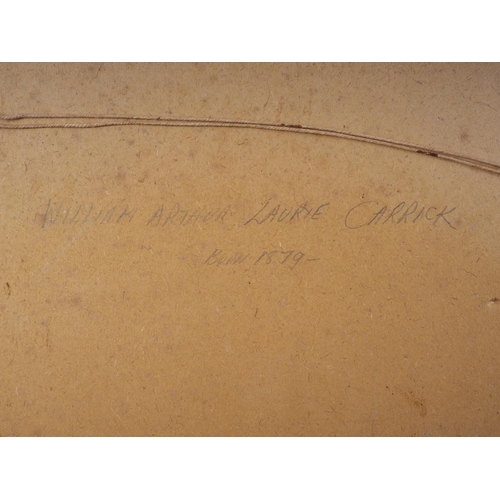 WILLIAM ARTHUR LAURIE CARRICK
Born 1879-